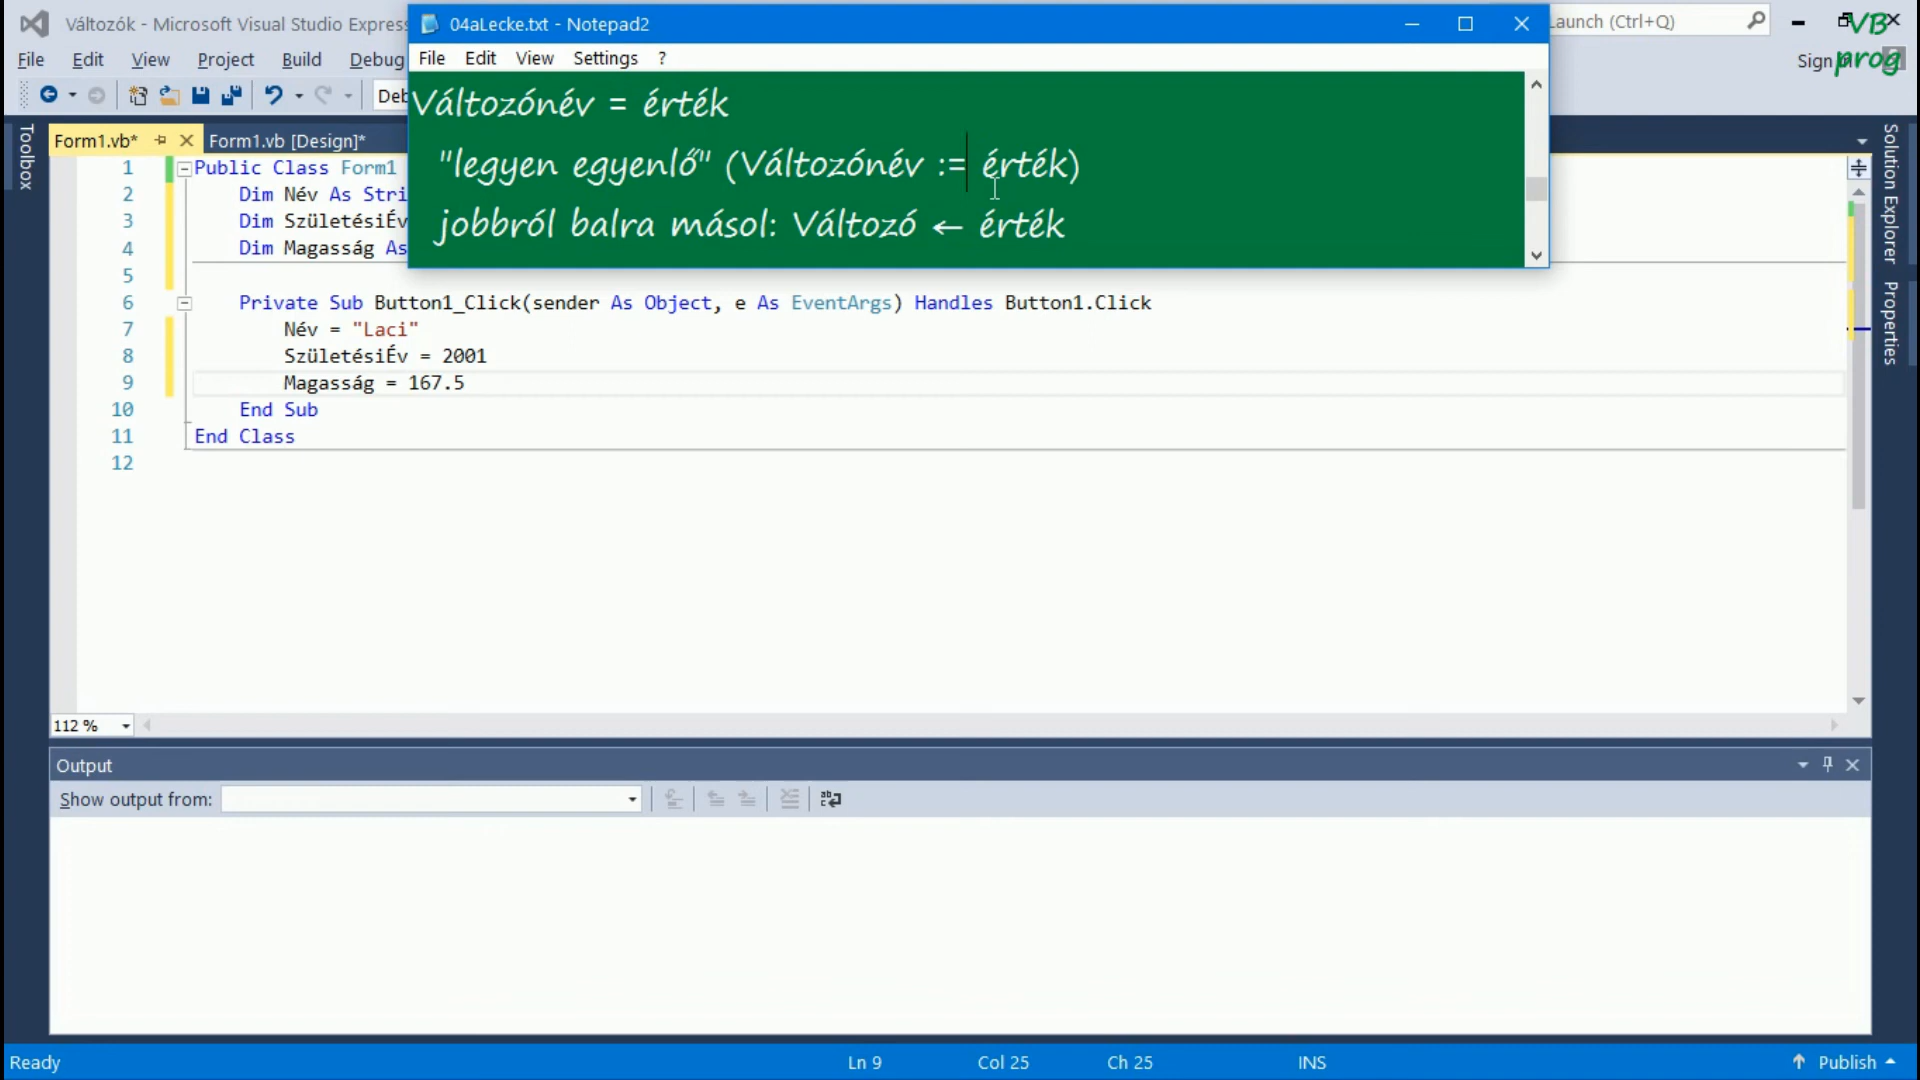 Változók - Microsoft Visual Studio Express
Launch (Ctrl+Q)
VB
prog
File Edit View Project Build Debug
Sign in
Deb
04aLecke.txt - Notepad2
File Edit View Settings ?
Változónév = érték
"legyen egyenlő" (Változónév := érték)
jobbról balra másol: Változó ← érték
Toolbox
Form1.vb*
Form1.vb [Design]*
1 Public Class Form1
2 Dim Név As Stri
3 Dim SzületésiÉv
4 Dim Magasság As
5
6 Private Sub Button1_Click(sender As Object, e As EventArgs) Handles Button1.Click
7 Név = "Laci"
8 SzületésiÉv = 2001
9 Magasság = 167.5
10 End Sub
11 End Class
12
Solution Explorer
Properties
112 %
Output
Show output from:
Ready
Ln 9
Col 25
Ch 25
INS
Publish